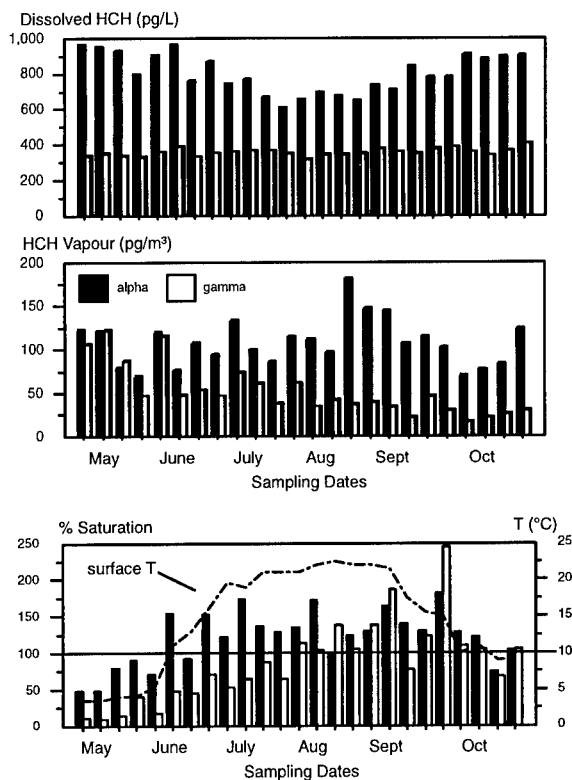 Dissolved HCH (pg/L)
1,000
800
600
400
200
0
HCH Vapour (pg/m³)
200
150
100
50
0
alpha
gamma
May June July Aug Sept Oct
Sampling Dates
% Saturation T (°C)
250
200
150
100
50
0
surface T
25
20
15
10
5
0
May June July Aug Sept Oct
Sampling Dates